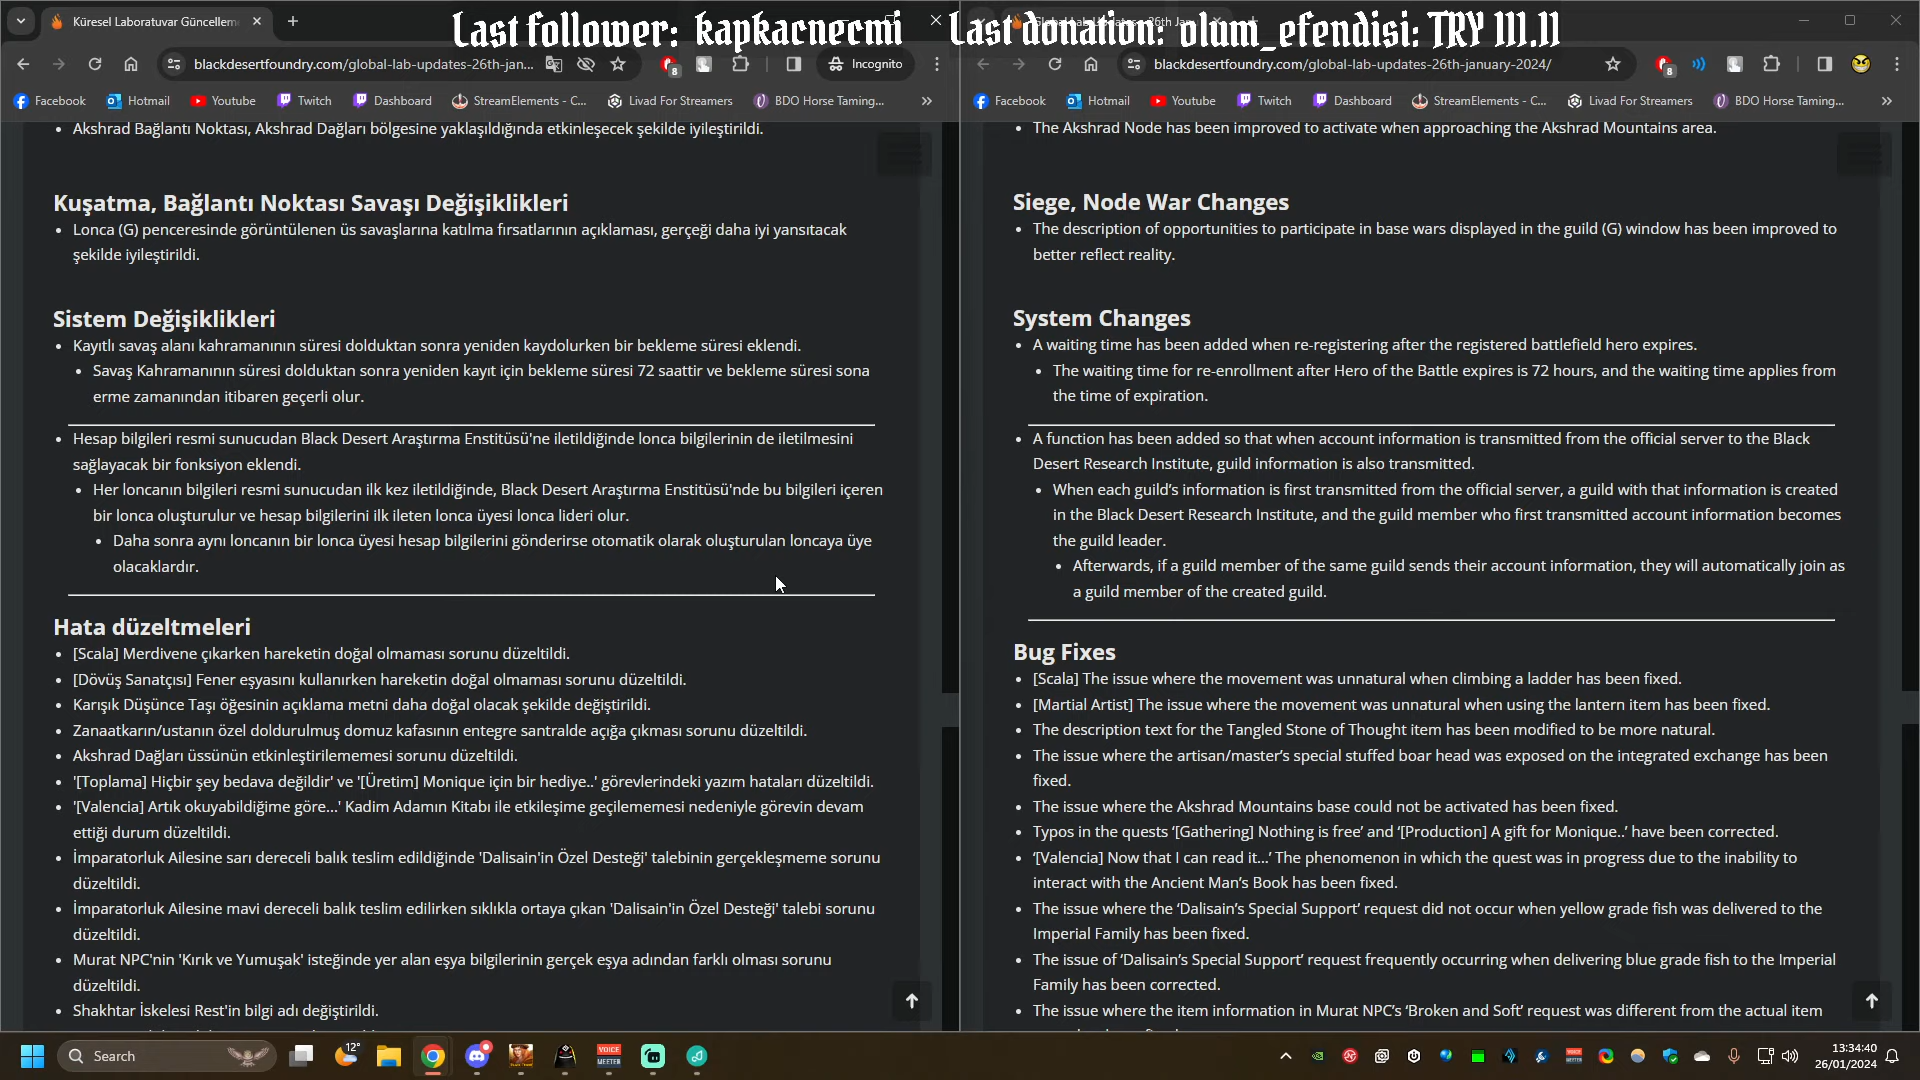 Küresel Laboratuvar Güncellem
Last follower: kapkacnecmi
Last donation: olum_efendisi: TRY 111.11
blackdesertfoundry.com/global-lab-updates-26th-jan...
8
Incognito
blackdesertfoundry.com/global-lab-updates-26th-january-2024/
8
Facebook
Hotmail
Youtube
Twitch
Dashboard
StreamElements - C...
Livad For Streamers
BDO Horse Taming...
Facebook
Hotmail
Youtube
Twitch
Dashboard
StreamElements - C...
Livad For Streamers
BDO Horse Taming...
• Akshrad Bağlantı Noktası, Akshrad Dağları bölgesine yaklaşıldığında etkinleşecek şekilde iyileştirildi.
Kuşatma, Bağlantı Noktası Savaşı Değişiklikleri
• Lonca (G) penceresinde görüntülenen üs savaşlarına katılma fırsatlarının açıklaması, gerçeği daha iyi yansıtacak
şekilde iyileştirildi.
Sistem Değişiklikleri
• Kayıtlı savaş alanı kahramanının süresi dolduktan sonra yeniden kaydolurken bir bekleme süresi eklendi.
• Savaş Kahramanının süresi dolduktan sonra yeniden kayıt için bekleme süresi 72 saattir ve bekleme süresi sona
erme zamanından itibaren geçerli olur.
• Hesap bilgileri resmi sunucudan Black Desert Araştırma Enstitüsü'ne iletildiğinde lonca bilgilerinin de iletilmesini
sağlayacak bir fonksiyon eklendi.
• Her loncanın bilgileri resmi sunucudan ilk kez iletildiğinde, Black Desert Araştırma Enstitüsü'nde bu bilgileri içeren
bir lonca oluşturulur ve hesap bilgilerini ilk ileten lonca üyesi lonca lideri olur.
• Daha sonra aynı loncanın bir lonca üyesi hesap bilgilerini gönderirse otomatik olarak oluşturulan loncaya üye
olacaklardır.
Hata düzeltmeleri
• [Scala] Merdivene çıkarken hareketin doğal olmaması sorunu düzeltildi.
• [Dövüş Sanatçısı] Fener eşyasını kullanırken hareketin doğal olmaması sorunu düzeltildi.
• Karışık Düşünce Taşı öğesinin açıklama metni daha doğal olacak şekilde değiştirildi.
• Zanaatkarın/ustanın özel doldurulmuş domuz kafasının entegre santralde açığa çıkması sorunu düzeltildi.
• Akshrad Dağları üssünün etkinleştirilememesi sorunu düzeltildi.
• '[Toplama] Hiçbir şey bedava değildir' ve '[Üretim] Monique için bir hediye..' görevlerindeki yazım hataları düzeltildi.
• '[Valencia] Artık okuyabildiğime göre...' Kadim Adamın Kitabı ile etkileşime geçilememesi nedeniyle görevin devam
ettiği durum düzeltildi.
• İmparatorluk Ailesine sarı dereceli balık teslim edildiğinde 'Dalisain'in Özel Desteği' talebinin gerçekleşmeme sorunu
düzeltildi.
• İmparatorluk Ailesine mavi dereceli balık teslim edilirken sıklıkla ortaya çıkan 'Dalisain'in Özel Desteği' talebi sorunu
düzeltildi.
• Murat NPC'nin 'Kırık ve Yumuşak' isteğinde yer alan eşya bilgilerinin gerçek eşya adından farklı olması sorunu
düzeltildi.
• Shakhtar İskelesi Rest'in bilgi adı değiştirildi.
• The Akshrad Node has been improved to activate when approaching the Akshrad Mountains area.
Siege, Node War Changes
• The description of opportunities to participate in base wars displayed in the guild (G) window has been improved to
better reflect reality.
System Changes
• A waiting time has been added when re-registering after the registered battlefield hero expires.
• The waiting time for re-enrollment after Hero of the Battle expires is 72 hours, and the waiting time applies from
the time of expiration.
• A function has been added so that when account information is transmitted from the official server to the Black
Desert Research Institute, guild information is also transmitted.
• When each guild's information is first transmitted from the official server, a guild with that information is created
in the Black Desert Research Institute, and the guild member who first transmitted account information becomes
the guild leader.
• Afterwards, if a guild member of the same guild sends their account information, they will automatically join as
a guild member of the created guild.
Bug Fixes
• [Scala] The issue where the movement was unnatural when climbing a ladder has been fixed.
• [Martial Artist] The issue where the movement was unnatural when using the lantern item has been fixed.
• The description text for the Tangled Stone of Thought item has been modified to be more natural.
• The issue where the artisan/master's special stuffed boar head was exposed on the integrated exchange has been
fixed.
• The issue where the Akshrad Mountains base could not be activated has been fixed.
• Typos in the quests ‘[Gathering] Nothing is free’ and ‘[Production] A gift for Monique..’ have been corrected.
• ‘[Valencia] Now that I can read it...’ The phenomenon in which the quest was in progress due to the inability to
interact with the Ancient Man's Book has been fixed.
• The issue where the ‘Dalisain's Special Support’ request did not occur when yellow grade fish was delivered to the
Imperial Family has been fixed.
• The issue of ‘Dalisain's Special Support’ request frequently occurring when delivering blue grade fish to the Imperial
Family has been corrected.
• The issue where the item information in Murat NPC's ‘Broken and Soft’ request was different from the actual item
Search
12°
VOICE
MEETER
13:34:40
26/01/2024